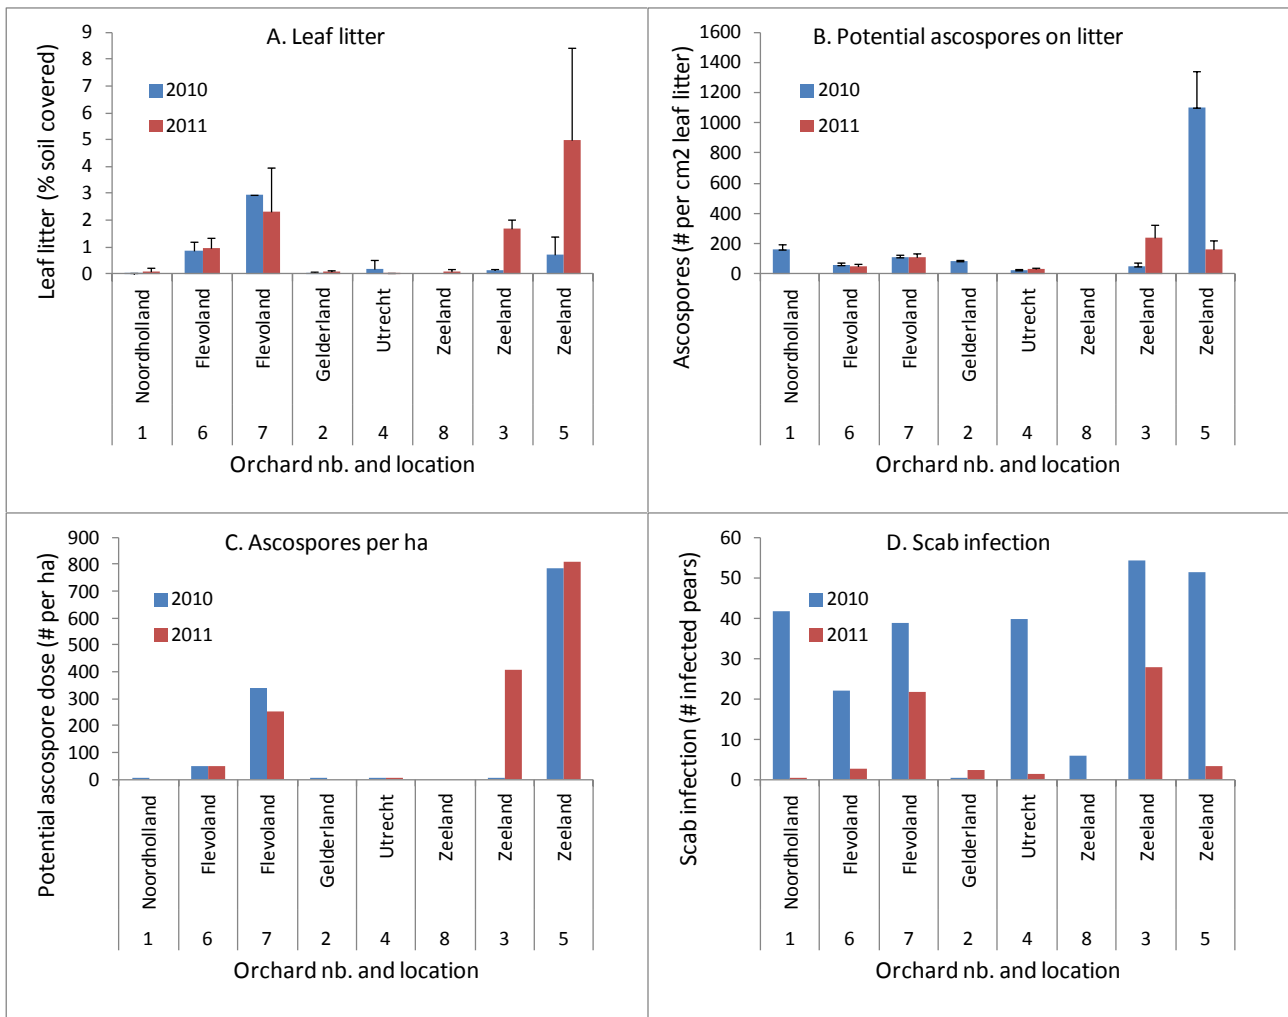 A. Leaf litter
Leaf litter (% soil covered)
9
8
7
6
5
4
3
2
1
0
2010
2011
Noordholland
Flevoland
Flevoland
Gelderland
Utrecht
Zeeland
Zeeland
Zeeland
1 6 7 2 4 8 3 5
Orchard nb. and location
B. Potential ascospores on litter
Ascospores (# per cm2 leaf litter)
1600
1400
1200
1000
800
600
400
200
0
2010
2011
Noordholland
Flevoland
Flevoland
Gelderland
Utrecht
Zeeland
Zeeland
Zeeland
1 6 7 2 4 8 3 5
Orchard nb. and location
C. Ascospores per ha
Potential ascospore dose (# per ha)
900
800
700
600
500
400
300
200
100
0
2010
2011
Noordholland
Flevoland
Flevoland
Gelderland
Utrecht
Zeeland
Zeeland
Zeeland
1 6 7 2 4 8 3 5
Orchard nb. and location
D. Scab infection
Scab infection (# infected pears)
60
50
40
30
20
10
0
2010
2011
Noordholland
Flevoland
Flevoland
Gelderland
Utrecht
Zeeland
Zeeland
Zeeland
1 6 7 2 4 8 3 5
Orchard nb. and location